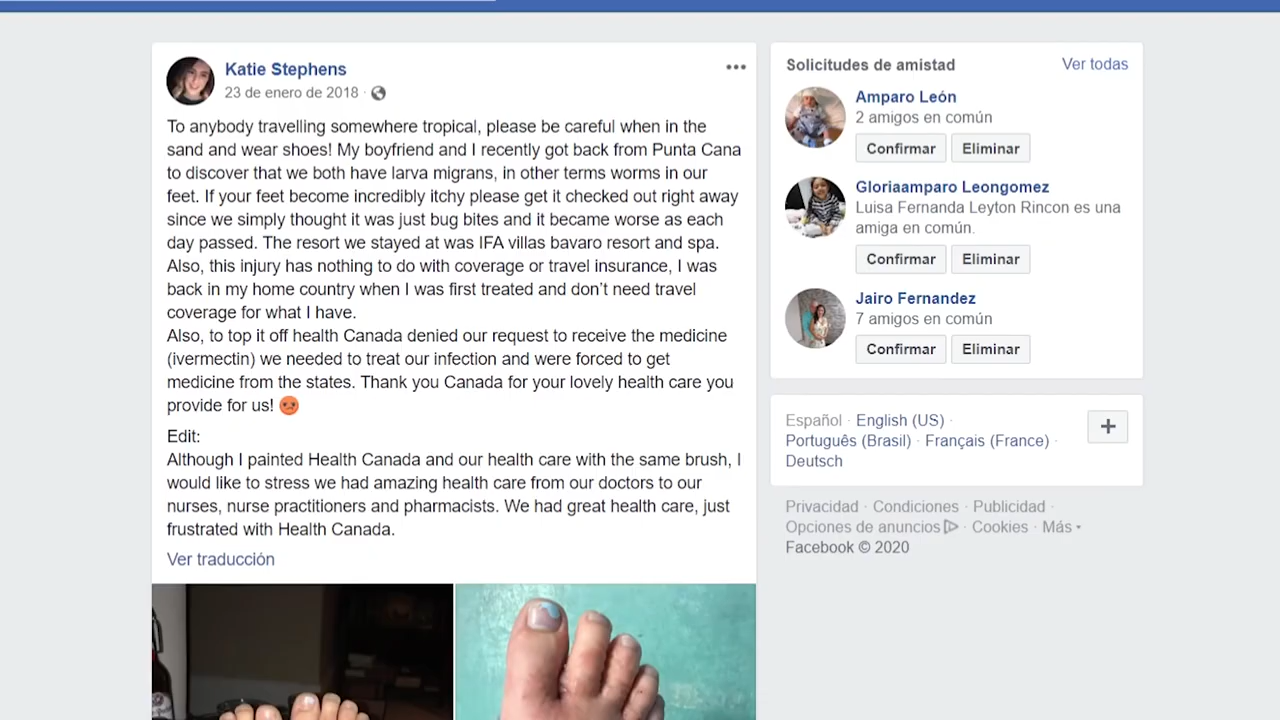 Katie Stephens
23 de enero de 2018 ·
To anybody travelling somewhere tropical, please be careful when in the
sand and wear shoes! My boyfriend and I recently got back from Punta Cana
to discover that we both have larva migrans, in other terms worms in our
feet. If your feet become incredibly itchy please get it checked out right away
since we simply thought it was just bug bites and it became worse as each
day passed. The resort we stayed at was IFA villas bavaro resort and spa.
Also, this injury has nothing to do with coverage or travel insurance, I was
back in my home country when I was first treated and don't need travel
coverage for what I have.
Also, to top it off health Canada denied our request to receive the medicine
(ivermectin) we needed to treat our infection and were forced to get
medicine from the states. Thank you Canada for your lovely health care you
provide for us! 😡
Edit:
Although I painted Health Canada and our health care with the same brush, I
would like to stress we had amazing health care from our doctors to our
nurses, nurse practitioners and pharmacists. We had great health care, just
frustrated with Health Canada.
Ver traducción
Solicitudes de amistad
Ver todas
Amparo León
2 amigos en común
Confirmar
Eliminar
Gloriaamparo Leongomez
Luisa Fernanda Leyton Rincon es una
amiga en común.
Confirmar
Eliminar
Jairo Fernandez
7 amigos en común
Confirmar
Eliminar
Español · English (US) ·
Português (Brasil) · Français (France) ·
Deutsch
Privacidad · Condiciones · Publicidad ·
Opciones de anuncios · Cookies · Más
Facebook © 2020